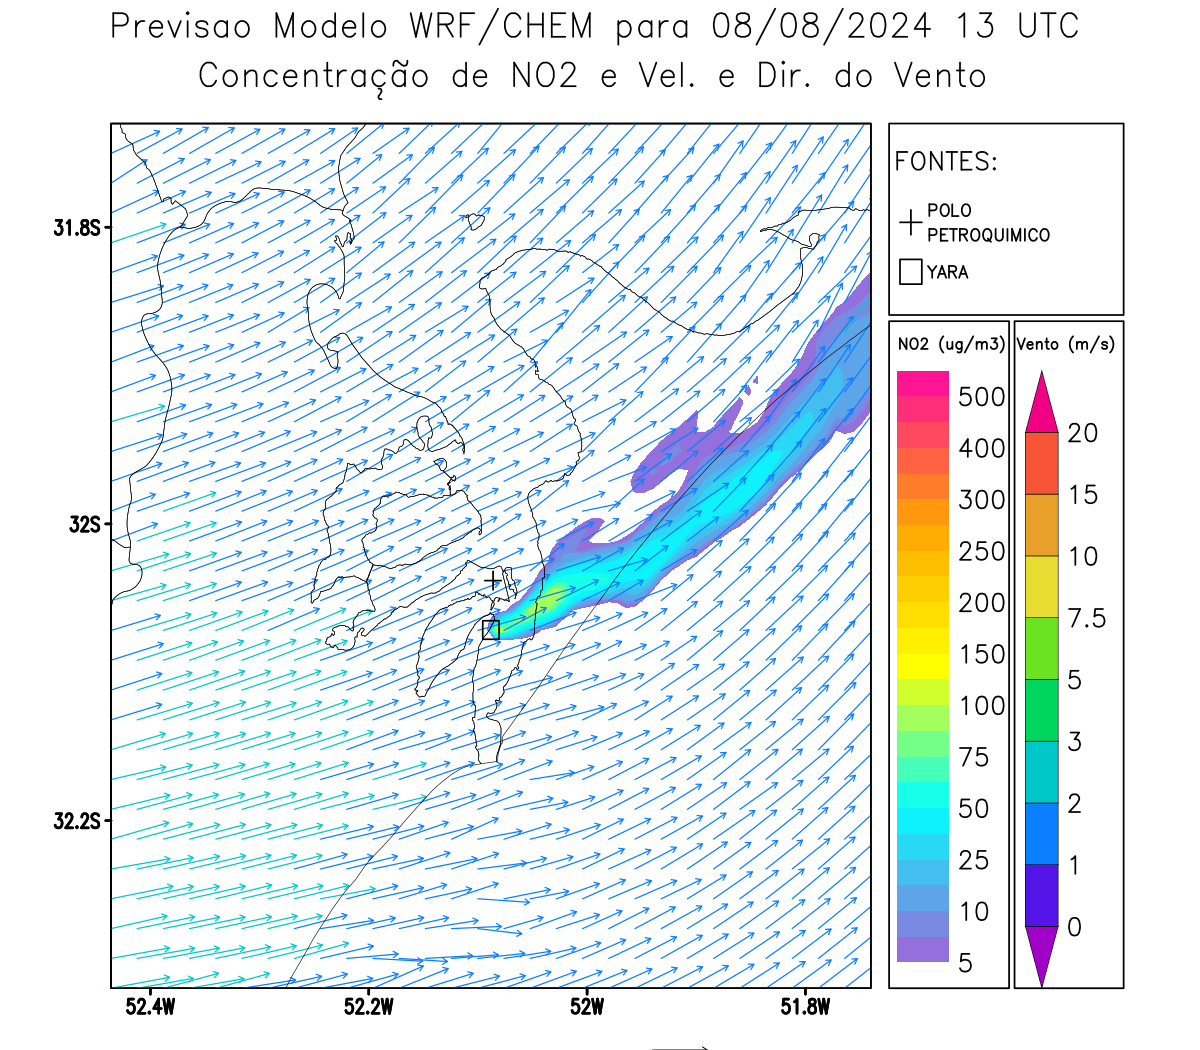 Previsao Modelo WRF/CHEM para 08/08/2024 13 UTC
Concentração de NO2 e Vel. e Dir. do Vento
FONTES:
POLO
PETROQUIMICO
YARA
31.8S
32S
32.2S
52.4W
52.2W
52W
51.8W
NO2 (ug/m3)
500
400
300
250
200
150
100
75
50
25
10
5
Vento (m/s)
20
15
10
7.5
5
3
2
1
0